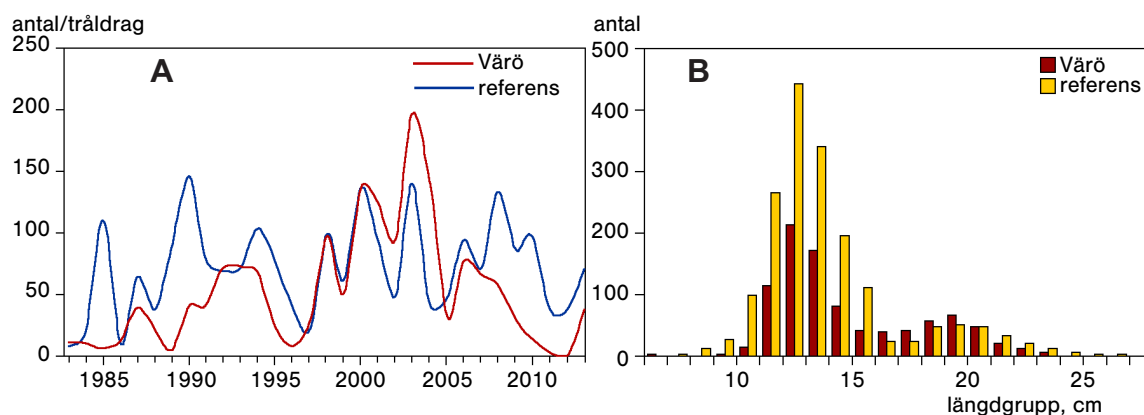 antal/tråldrag
250
200
150
100
50
0
A
Värö
referens
1985 1990 1995 2000 2005 2010
antal
500
400
300
200
100
0
B
Värö
referens
10 15 20 25
längdgrupp, cm